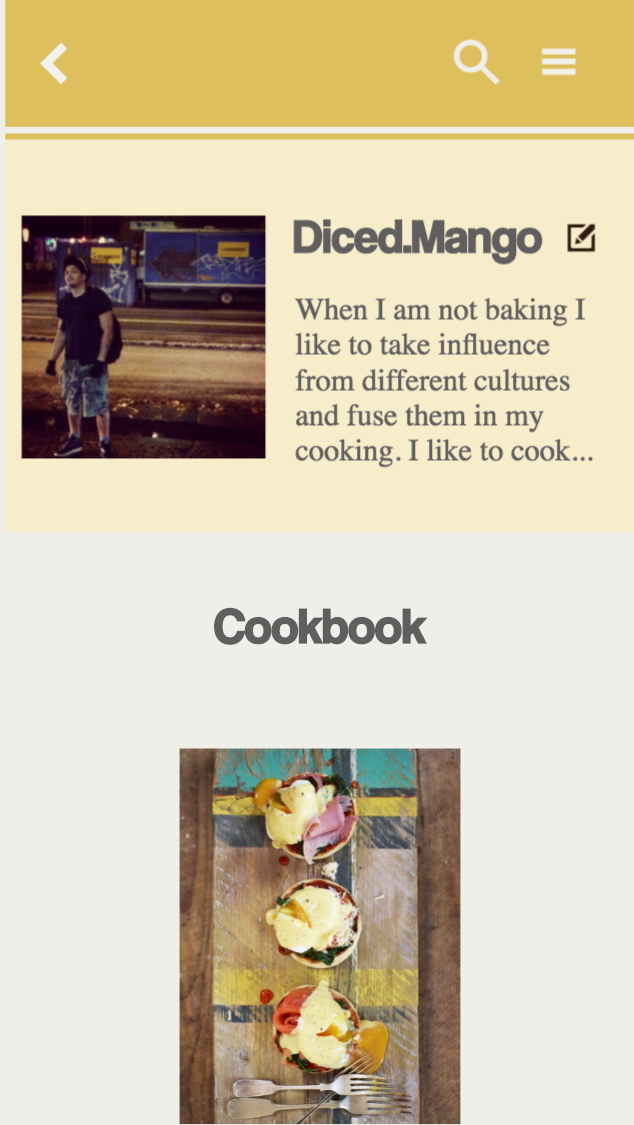 Diced.Mango
When I am not baking I
like to take influence
from different cultures
and fuse them in my
cooking. I like to cook...
Cookbook